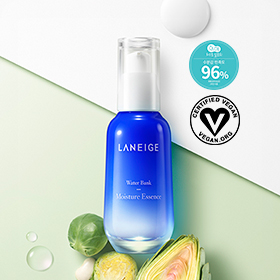 96%
CERTIFIED VEGAN
VEGAN.ORG
LANEIGE
Water Bank
Moisture Essence